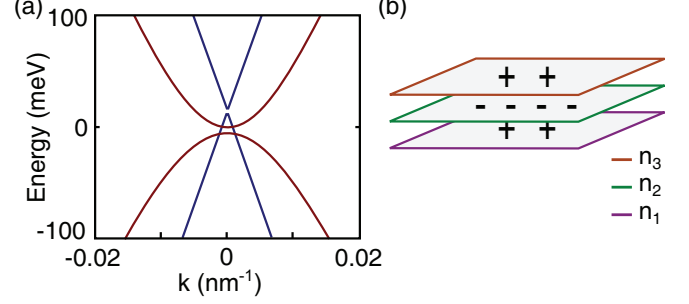 (a)
(b)
100
0
-100
Energy (meV)
-0.02
0
0.02
k (nm⁻¹)
+ +
- - - -
+ +
n₃
n₂
n₁